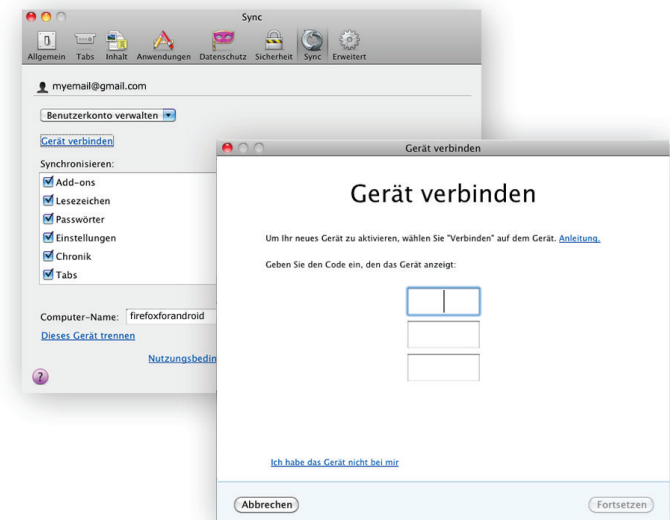 Sync
Allgemein Tabs Inhalt Anwendungen Datenschutz Sicherheit Sync Erweitert
myemail@gmail.com
Benutzerkonto verwalten
Gerät verbinden
Synchronisieren:
Add-ons
Lesezeichen
Passwörter
Einstellungen
Chronik
Tabs
Computer-Name: firefoxforandroid
Dieses Gerät trennen
Nutzungsbedin
?
Gerät verbinden
Gerät verbinden
Um Ihr neues Gerät zu aktivieren, wählen Sie "Verbinden" auf dem Gerät. Anleitung.
Geben Sie den Code ein, den das Gerät anzeigt:
Ich habe das Gerät nicht bei mir
Abbrechen Fortsetzen